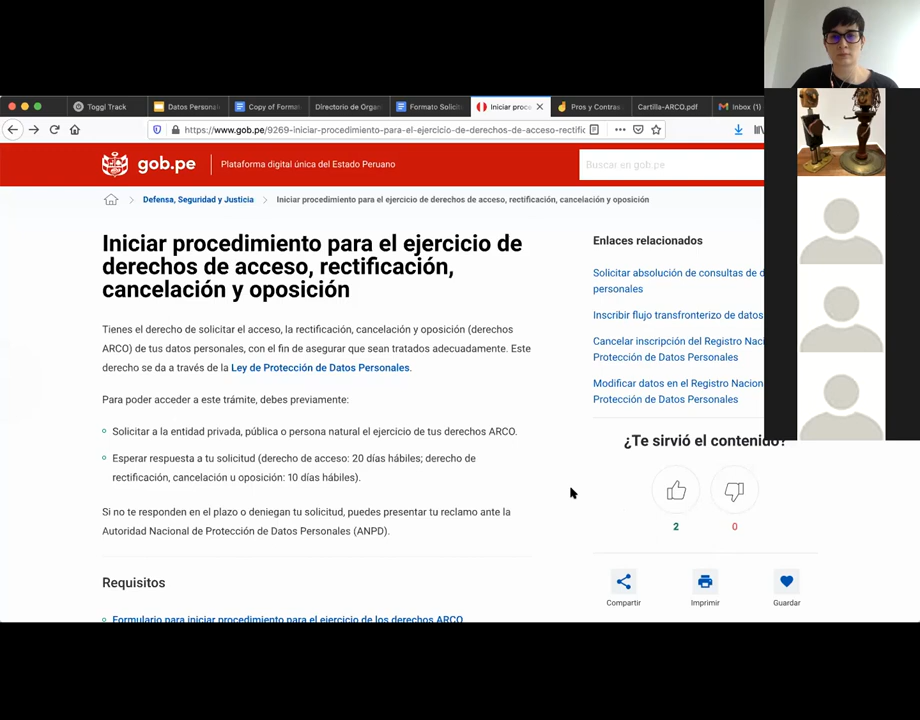 Toggl Track
Datos Persona
Copy of Format
Directorio de Organ
Formato Solicit
Iniciar proce
Pros y Contras
Cartilla-ARCO.pdf
Inbox (1)
https://www.gob.pe/9269-iniciar-procedimiento-para-el-ejercicio-de-derechos-de-acceso-rectific
gob.pe
Plataforma digital única del Estado Peruano
Buscar en gob.pe
Defensa, Seguridad y Justicia
Iniciar procedimiento para el ejercicio de derechos de acceso, rectificación, cancelación y oposición
Iniciar procedimiento para el ejercicio de
derechos de acceso, rectificación,
cancelación y oposición
Tienes el derecho de solicitar el acceso, la rectificación, cancelación y oposición (derechos
ARCO) de tus datos personales, con el fin de asegurar que sean tratados adecuadamente. Este
derecho se da a través de la Ley de Protección de Datos Personales.
Para poder acceder a este trámite, debes previamente:
Solicitar a la entidad privada, pública o persona natural el ejercicio de tus derechos ARCO.
Esperar respuesta a tu solicitud (derecho de acceso: 20 días hábiles; derecho de
rectificación, cancelación u oposición: 10 días hábiles).
Si no te responden en el plazo o deniegan tu solicitud, puedes presentar tu reclamo ante la
Autoridad Nacional de Protección de Datos Personales (ANPD).
Requisitos
Formulario para iniciar procedimiento para el ejercicio de los derechos ARCO
Enlaces relacionados
Solicitar absolución de consultas de d
personales
Inscribir flujo transfronterizo de datos
Cancelar inscripción del Registro Naci
Protección de Datos Personales
Modificar datos en el Registro Nacion
Protección de Datos Personales
¿Te sirvió el contenido?
2
0
Compartir
Imprimir
Guardar